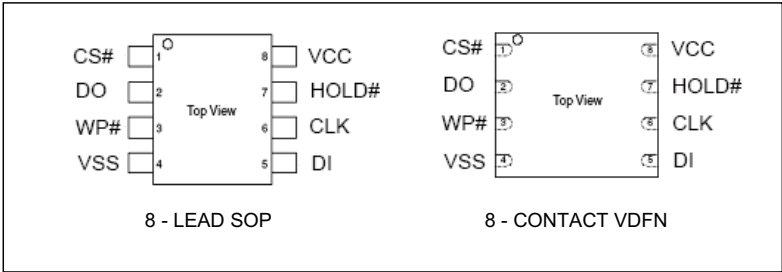 CS# 1 8 VCC
DO 2 7 HOLD#
Top View
WP# 3 6 CLK
VSS 4 5 DI
8 - LEAD SOP
CS# 1 8 VCC
DO 2 7 HOLD#
Top View
WP# 3 6 CLK
VSS 4 5 DI
8 - CONTACT VDFN